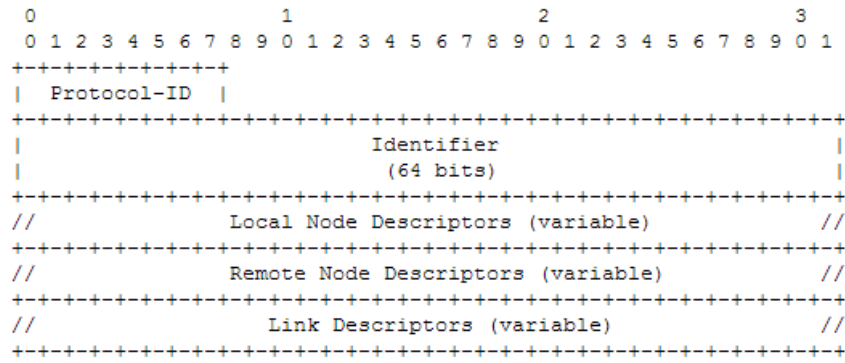 0                   1                   2                   3
 0 1 2 3 4 5 6 7 8 9 0 1 2 3 4 5 6 7 8 9 0 1 2 3 4 5 6 7 8 9 0 1
+-+-+-+-+-+-+-+-+
|  Protocol-ID  |
+-+-+-+-+-+-+-+-+-+-+-+-+-+-+-+-+-+-+-+-+-+-+-+-+-+-+-+-+-+-+-+-+
|                           Identifier                          |
|                            (64 bits)                          |
+-+-+-+-+-+-+-+-+-+-+-+-+-+-+-+-+-+-+-+-+-+-+-+-+-+-+-+-+-+-+-+-+
//               Local Node Descriptors (variable)             //
+-+-+-+-+-+-+-+-+-+-+-+-+-+-+-+-+-+-+-+-+-+-+-+-+-+-+-+-+-+-+-+-+
//               Remote Node Descriptors (variable)            //
+-+-+-+-+-+-+-+-+-+-+-+-+-+-+-+-+-+-+-+-+-+-+-+-+-+-+-+-+-+-+-+-+
//                  Link Descriptors (variable)                //
+-+-+-+-+-+-+-+-+-+-+-+-+-+-+-+-+-+-+-+-+-+-+-+-+-+-+-+-+-+-+-+-+